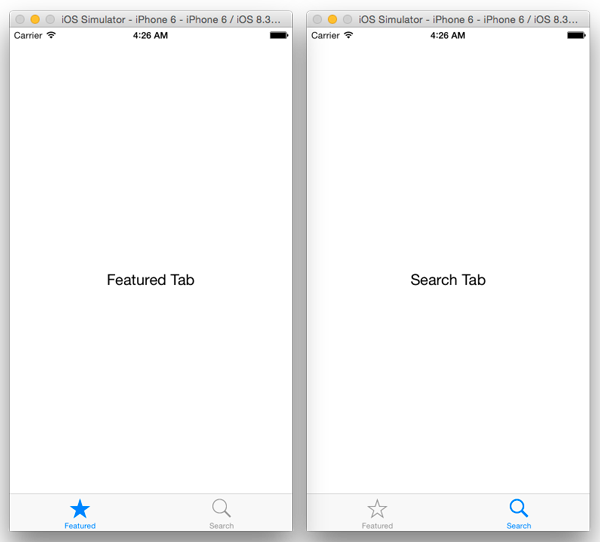 iOS Simulator - iPhone 6 - iPhone 6 / iOS 8.3...
Carrier 4:26 AM
Featured Tab
Featured Search
iOS Simulator - iPhone 6 - iPhone 6 / iOS 8.3...
Carrier 4:26 AM
Search Tab
Featured Search